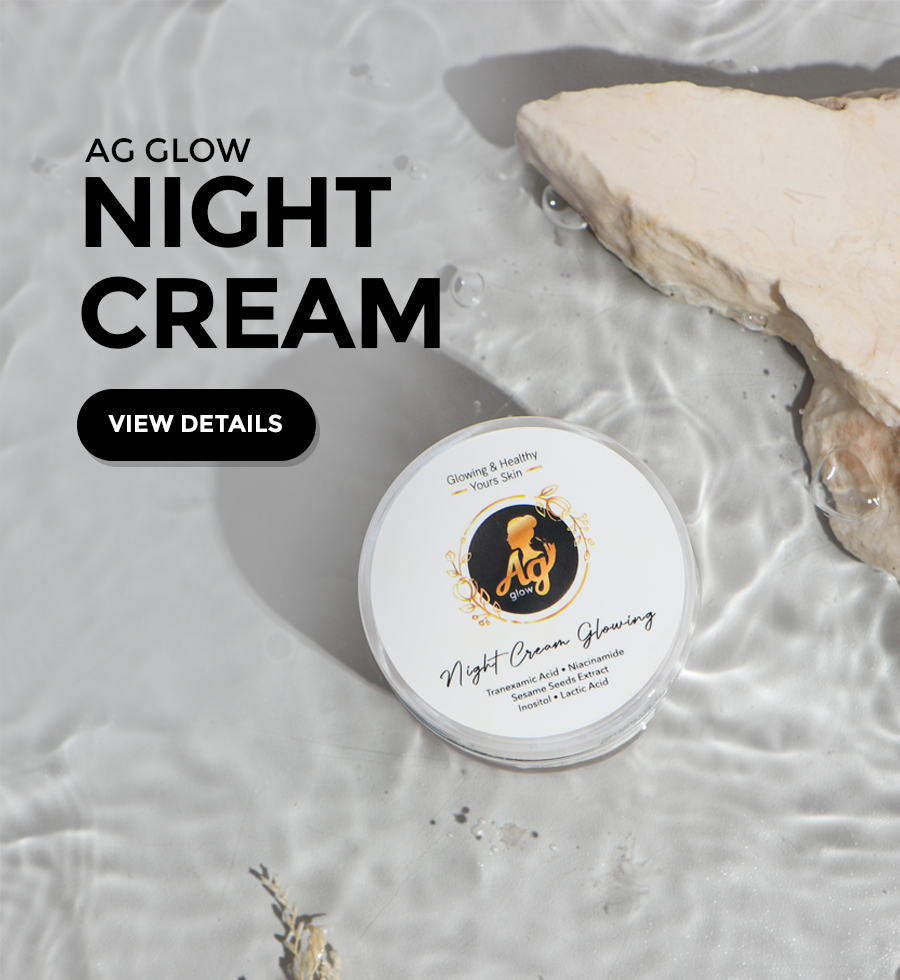 AG GLOW
NIGHT
CREAM
VIEW DETAILS
Glowing & Healthy
Yours Skin
Ag
glow
Night Cream Glowing
Tranexamic Acid • Niacinamide
Sesame Seeds Extract
Inositol • Lactic Acid